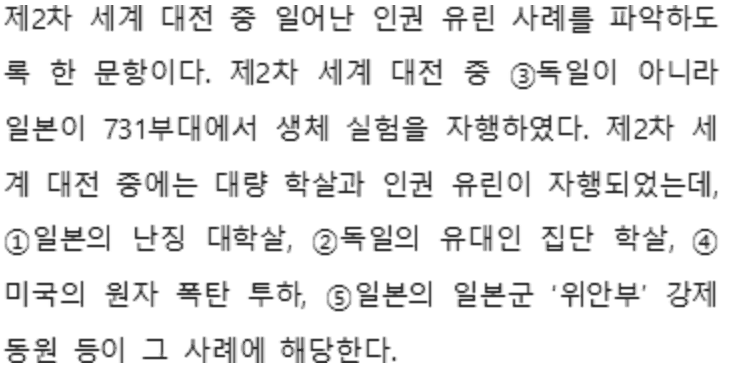 제2차 세계 대전 중 일어난 인권 유린 사례를 파악하도
록 한 문항이다. 제2차 세계 대전 중 ③독일이 아니라
일본이 731부대에서 생체 실험을 자행하였다. 제2차 세
계 대전 중에는 대량 학살과 인권 유린이 자행되었는데,
①일본의 난징 대학살, ②독일의 유대인 집단 학살, ④
미국의 원자 폭탄 투하, ⑤일본의 일본군 ‘위안부’ 강제
동원 등이 그 사례에 해당한다.